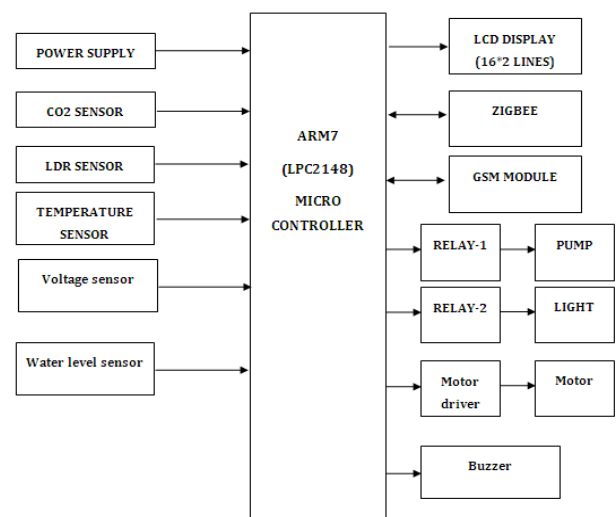 POWER SUPPLY
CO2 SENSOR
LDR SENSOR
TEMPERATURE
SENSOR
Voltage sensor
Water level sensor
ARM7
(LPC2148)
MICRO
CONTROLLER
LCD DISPLAY
(16*2 LINES)
ZIGBEE
GSM MODULE
RELAY-1
PUMP
RELAY-2
LIGHT
Motor
driver
Motor
Buzzer